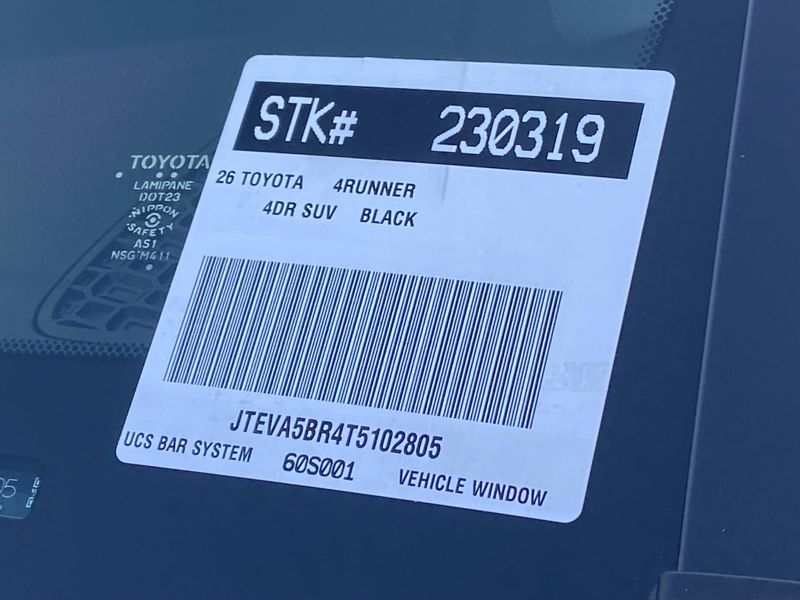 STK# 230319
26 TOYOTA 4RUNNER
4DR SUV BLACK
JTEVA5BR4T5102805
UCS BAR SYSTEM 60S001 VEHICLE WINDOW
TOYOTA
LAMIPANE
DOT23
NIPPON
SAFETY
AS1
NSG M411
05